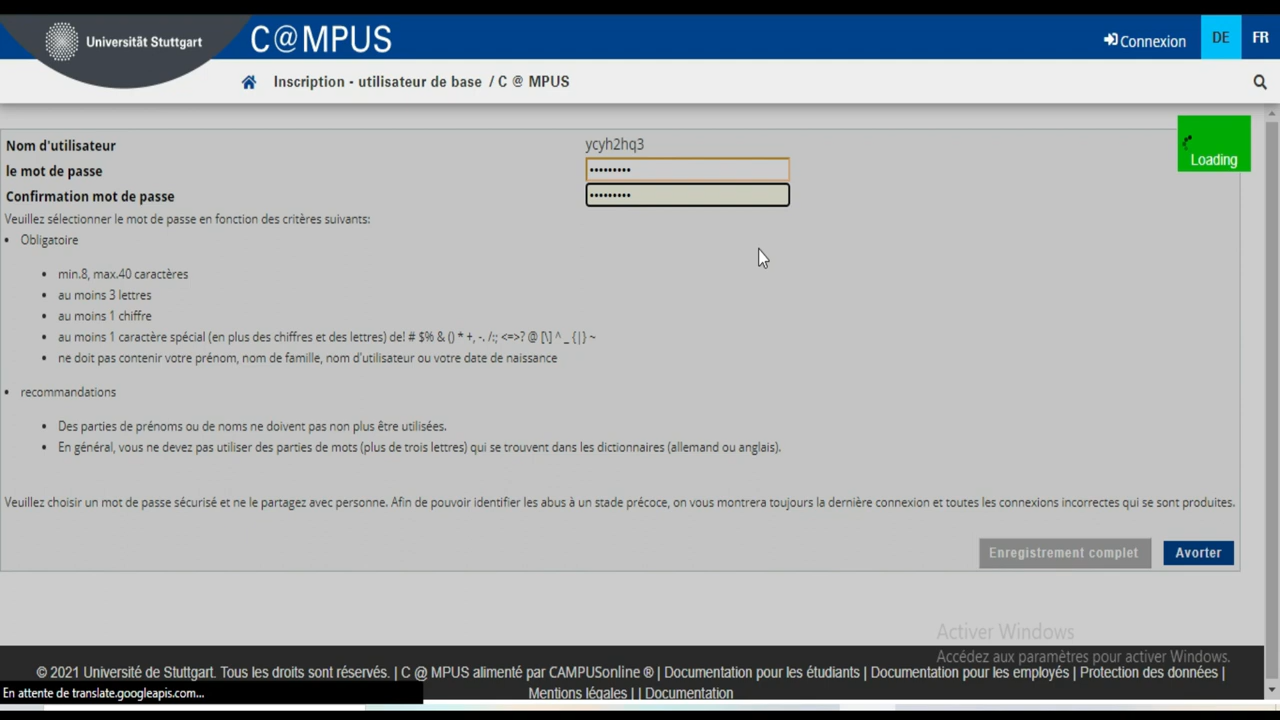 Universität Stuttgart
C@MPUS
Connexion
DE
FR
Inscription - utilisateur de base / C @ MPUS
Nom d'utilisateur
ycyh2hq3
Loading
le mot de passe
•••••••••
Confirmation mot de passe
•••••••••
Veuillez sélectionner le mot de passe en fonction des critères suivants:
• Obligatoire
• min.8, max.40 caractères
• au moins 3 lettres
• au moins 1 chiffre
• au moins 1 caractère spécial (en plus des chiffres et des lettres) de! # $% & () * +, -. /:; <=>? @ [\] ^ _ {|} ~
• ne doit pas contenir votre prénom, nom de famille, nom d'utilisateur ou votre date de naissance
• recommandations
• Des parties de prénoms ou de noms ne doivent pas non plus être utilisées.
• En général, vous ne devez pas utiliser des parties de mots (plus de trois lettres) qui se trouvent dans les dictionnaires (allemand ou anglais).
Veuillez choisir un mot de passe sécurisé et ne le partagez avec personne. Afin de pouvoir identifier les abus à un stade précoce, on vous montrera toujours la dernière connexion et toutes les connexions incorrectes qui se sont produites.
Enregistrement complet
Avorter
Activer Windows
Accédez aux paramètres pour activer Windows.
© 2021 Université de Stuttgart. Tous les droits sont réservés. | C @ MPUS alimenté par CAMPUSonline ® | Documentation pour les étudiants | Documentation pour les employés | Protection des données |
Mentions légales | | Documentation
En attente de translate.googleapis.com...